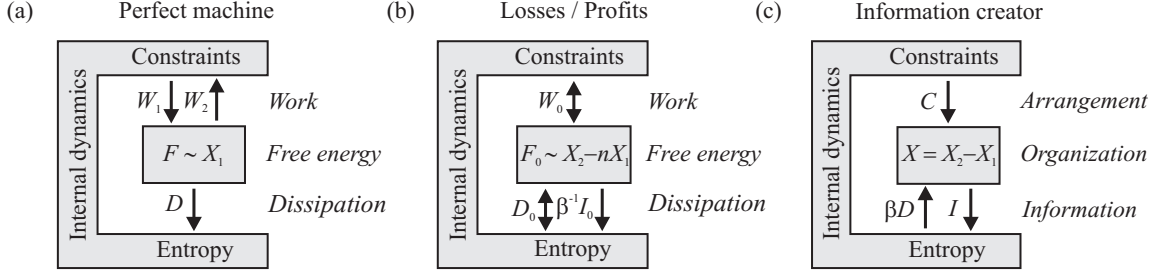 (a) Perfect machine
Constraints
Internal dynamics
W₁ W₂ Work
F ~ X₁ Free energy
D Dissipation
Entropy
(b) Losses / Profits
Constraints
Internal dynamics
W₀ Work
F₀ ~ X₂–nX₁ Free energy
D₀ β⁻¹I₀ Dissipation
Entropy
(c) Information creator
Constraints
Internal dynamics
C Arrangement
X = X₂–X₁ Organization
βD I Information
Entropy